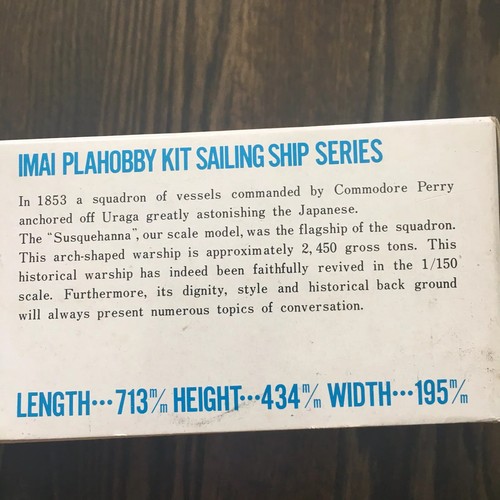 IMAI PLAHOBBY KIT SAILING SHIP SERIES
In 1853 a squadron of vessels commanded by Commodore Perry
anchored off Uraga greatly astonishing the Japanese.
The "Susquehanna", our scale model, was the flagship of the squadron.
This arch-shaped warship is approximately 2,450 gross tons. This
historical warship has indeed been faithfully revived in the 1/150
scale. Furthermore, its dignity, style and historical back ground
will always present numerous topics of conversation.
LENGTH···713m/m HEIGHT···434m/m WIDTH···195m/m